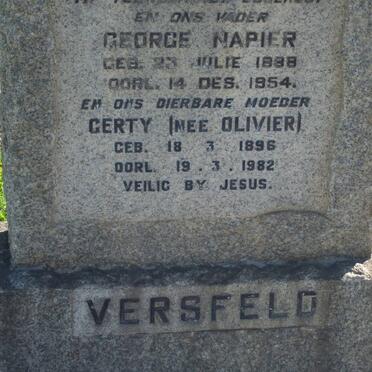 EN ONS VADER
GEORGE NAPIER
GEB. 23 JULIE 1888
OORL. 14 DES. 1954.
EN ONS DIERBARE MOEDER
GERTY (NEE OLIVIER)
GEB. 18 3 1896
OORL. 19.3.1982
VEILIG BY JESUS.
VERSFELD